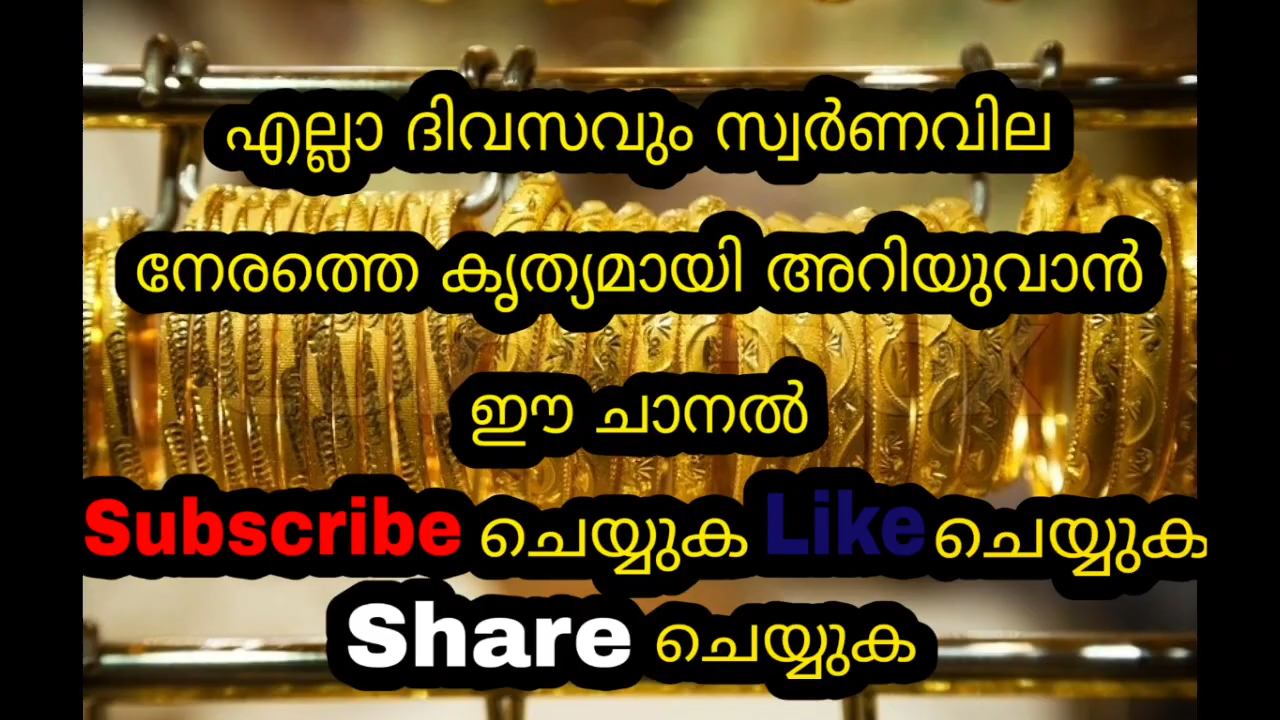 എല്ലാ ദിവസവും സ്വർണവില
നേരത്തെ കൃത്യമായി അറിയുവാൻ
ഈ ചാനൽ
Subscribe ചെയ്യുക Like ചെയ്യുക
Share ചെയ്യുക